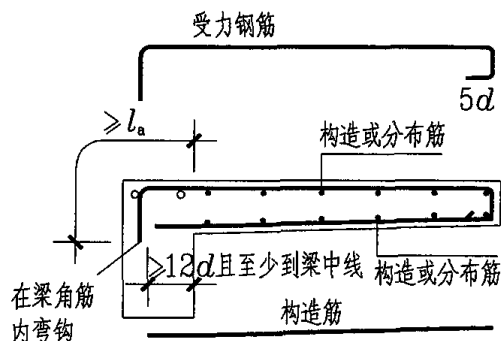 受力钢筋
5d
≥lₐ
构造或分布筋
≥12d且至少到梁中线
构造或分布筋
在梁角筋
内弯钩
构造筋